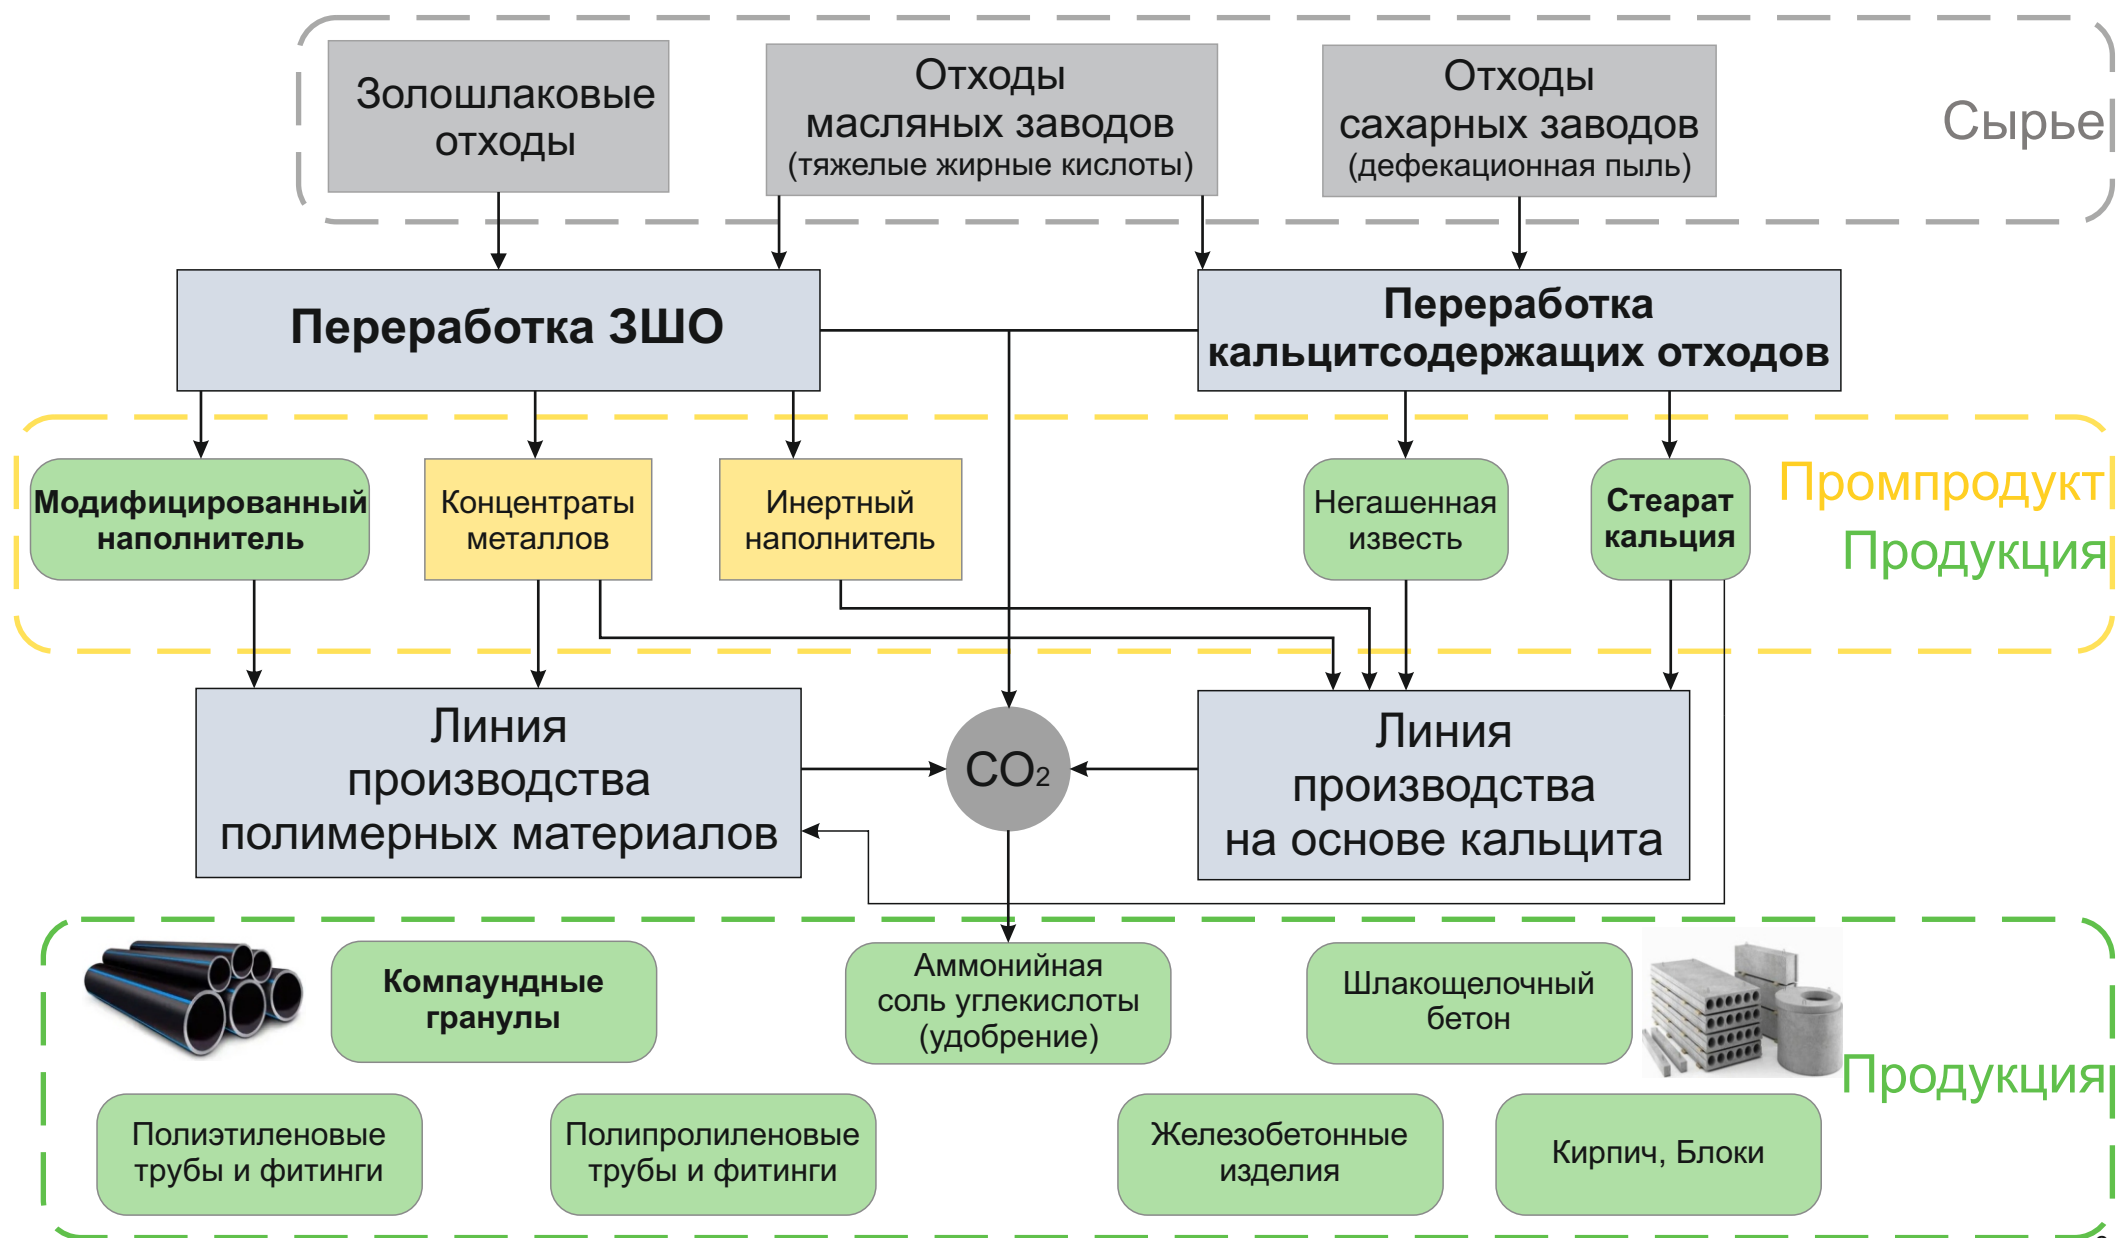 Золошлаковые
отходы
Отходы
масляных заводов
(тяжелые жирные кислоты)
Отходы
сахарных заводов
(дефекационная пыль)
Сырье
Переработка ЗШО
Переработка
кальцитсодержащих отходов
Модифицированный
наполнитель
Концентраты
металлов
Инертный
наполнитель
Негашенная
известь
Стеарат
кальция
Промпродукт
Продукция
Линия
производства
полимерных материалов
CO₂
Линия
производства
на основе кальцита
Компаундные
гранулы
Аммонийная
соль углекислоты
(удобрение)
Шлакощелочный
бетон
Продукция
Полиэтиленовые
трубы и фитинги
Полипролиленовые
трубы и фитинги
Железобетонные
изделия
Кирпич, Блоки